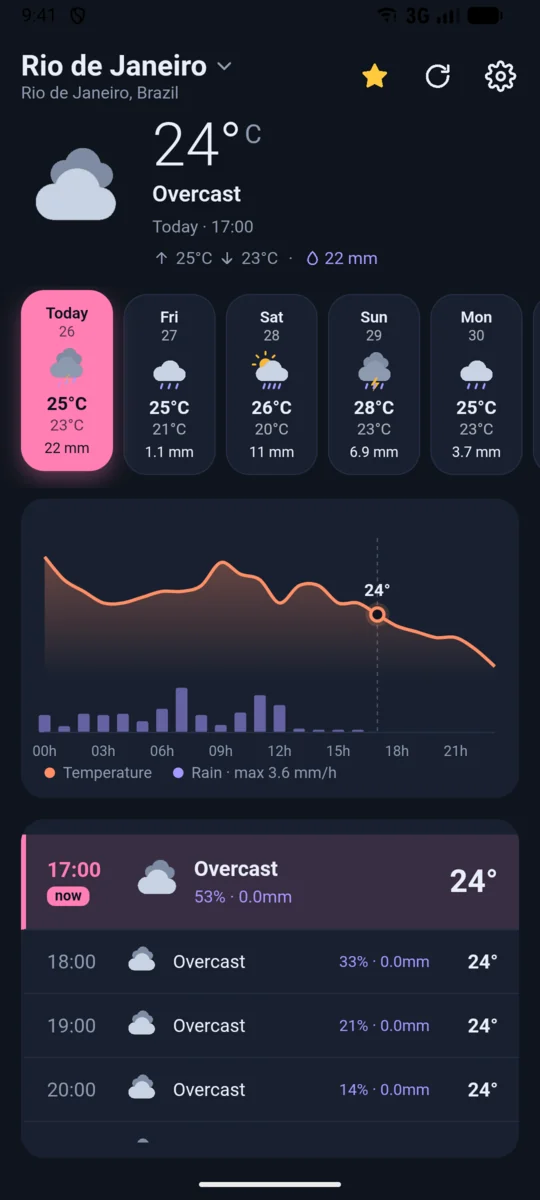 9:41 3G
Rio de Janeiro
Rio de Janeiro, Brazil
24°C
Overcast
Today · 17:00
↑ 25°C ↓ 23°C · 22 mm
Today Fri Sat Sun Mon
26 27 28 29 30
25°C 25°C 26°C 28°C 25°C
23°C 21°C 20°C 23°C 23°C
22 mm 1.1 mm 11 mm 6.9 mm 3.7 mm
24°
00h 03h 06h 09h 12h 15h 18h 21h
Temperature Rain · max 3.6 mm/h
17:00 Overcast 24°
now 53% · 0.0mm
18:00 Overcast 33% · 0.0mm 24°
19:00 Overcast 21% · 0.0mm 24°
20:00 Overcast 14% · 0.0mm 24°